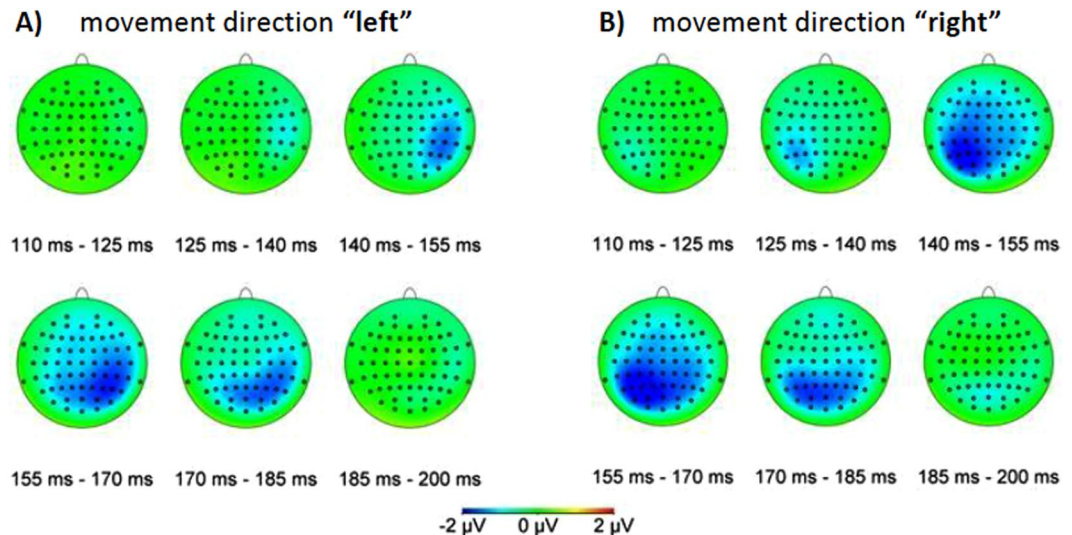 A) movement direction “left”
B) movement direction “right”
110 ms - 125 ms 125 ms - 140 ms 140 ms - 155 ms
110 ms - 125 ms 125 ms - 140 ms 140 ms - 155 ms
155 ms - 170 ms 170 ms - 185 ms 185 ms - 200 ms
155 ms - 170 ms 170 ms - 185 ms 185 ms - 200 ms
-2 µV 0 µV 2 µV